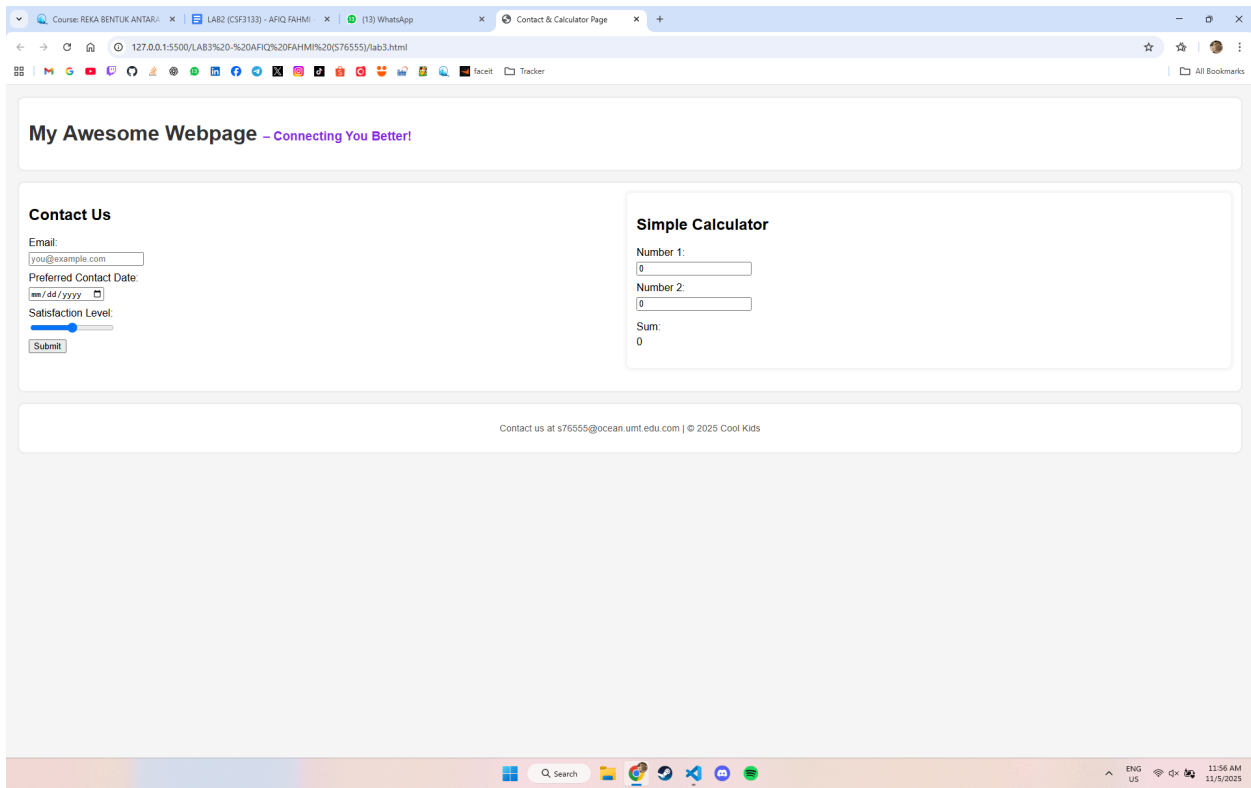 Course: REKA BENTUK ANTARA
LAB2 (CSF3133) - AFIQ FAHMI -
(13) WhatsApp
Contact & Calculator Page
127.0.0.1:5500/LAB3%20-%20AFIQ%20FAHMI%20(S76555)/lab3.html
faceit
Tracker
All Bookmarks
My Awesome Webpage – Connecting You Better!
Contact Us
Email:
you@example.com
Preferred Contact Date:
mm/dd/yyyy
Satisfaction Level:
Submit
Simple Calculator
Number 1:
0
Number 2:
0
Sum:
0
Contact us at s76555@ocean.umt.edu.com | © 2025 Cool Kids
Search
ENG
US
11:56 AM
11/5/2025